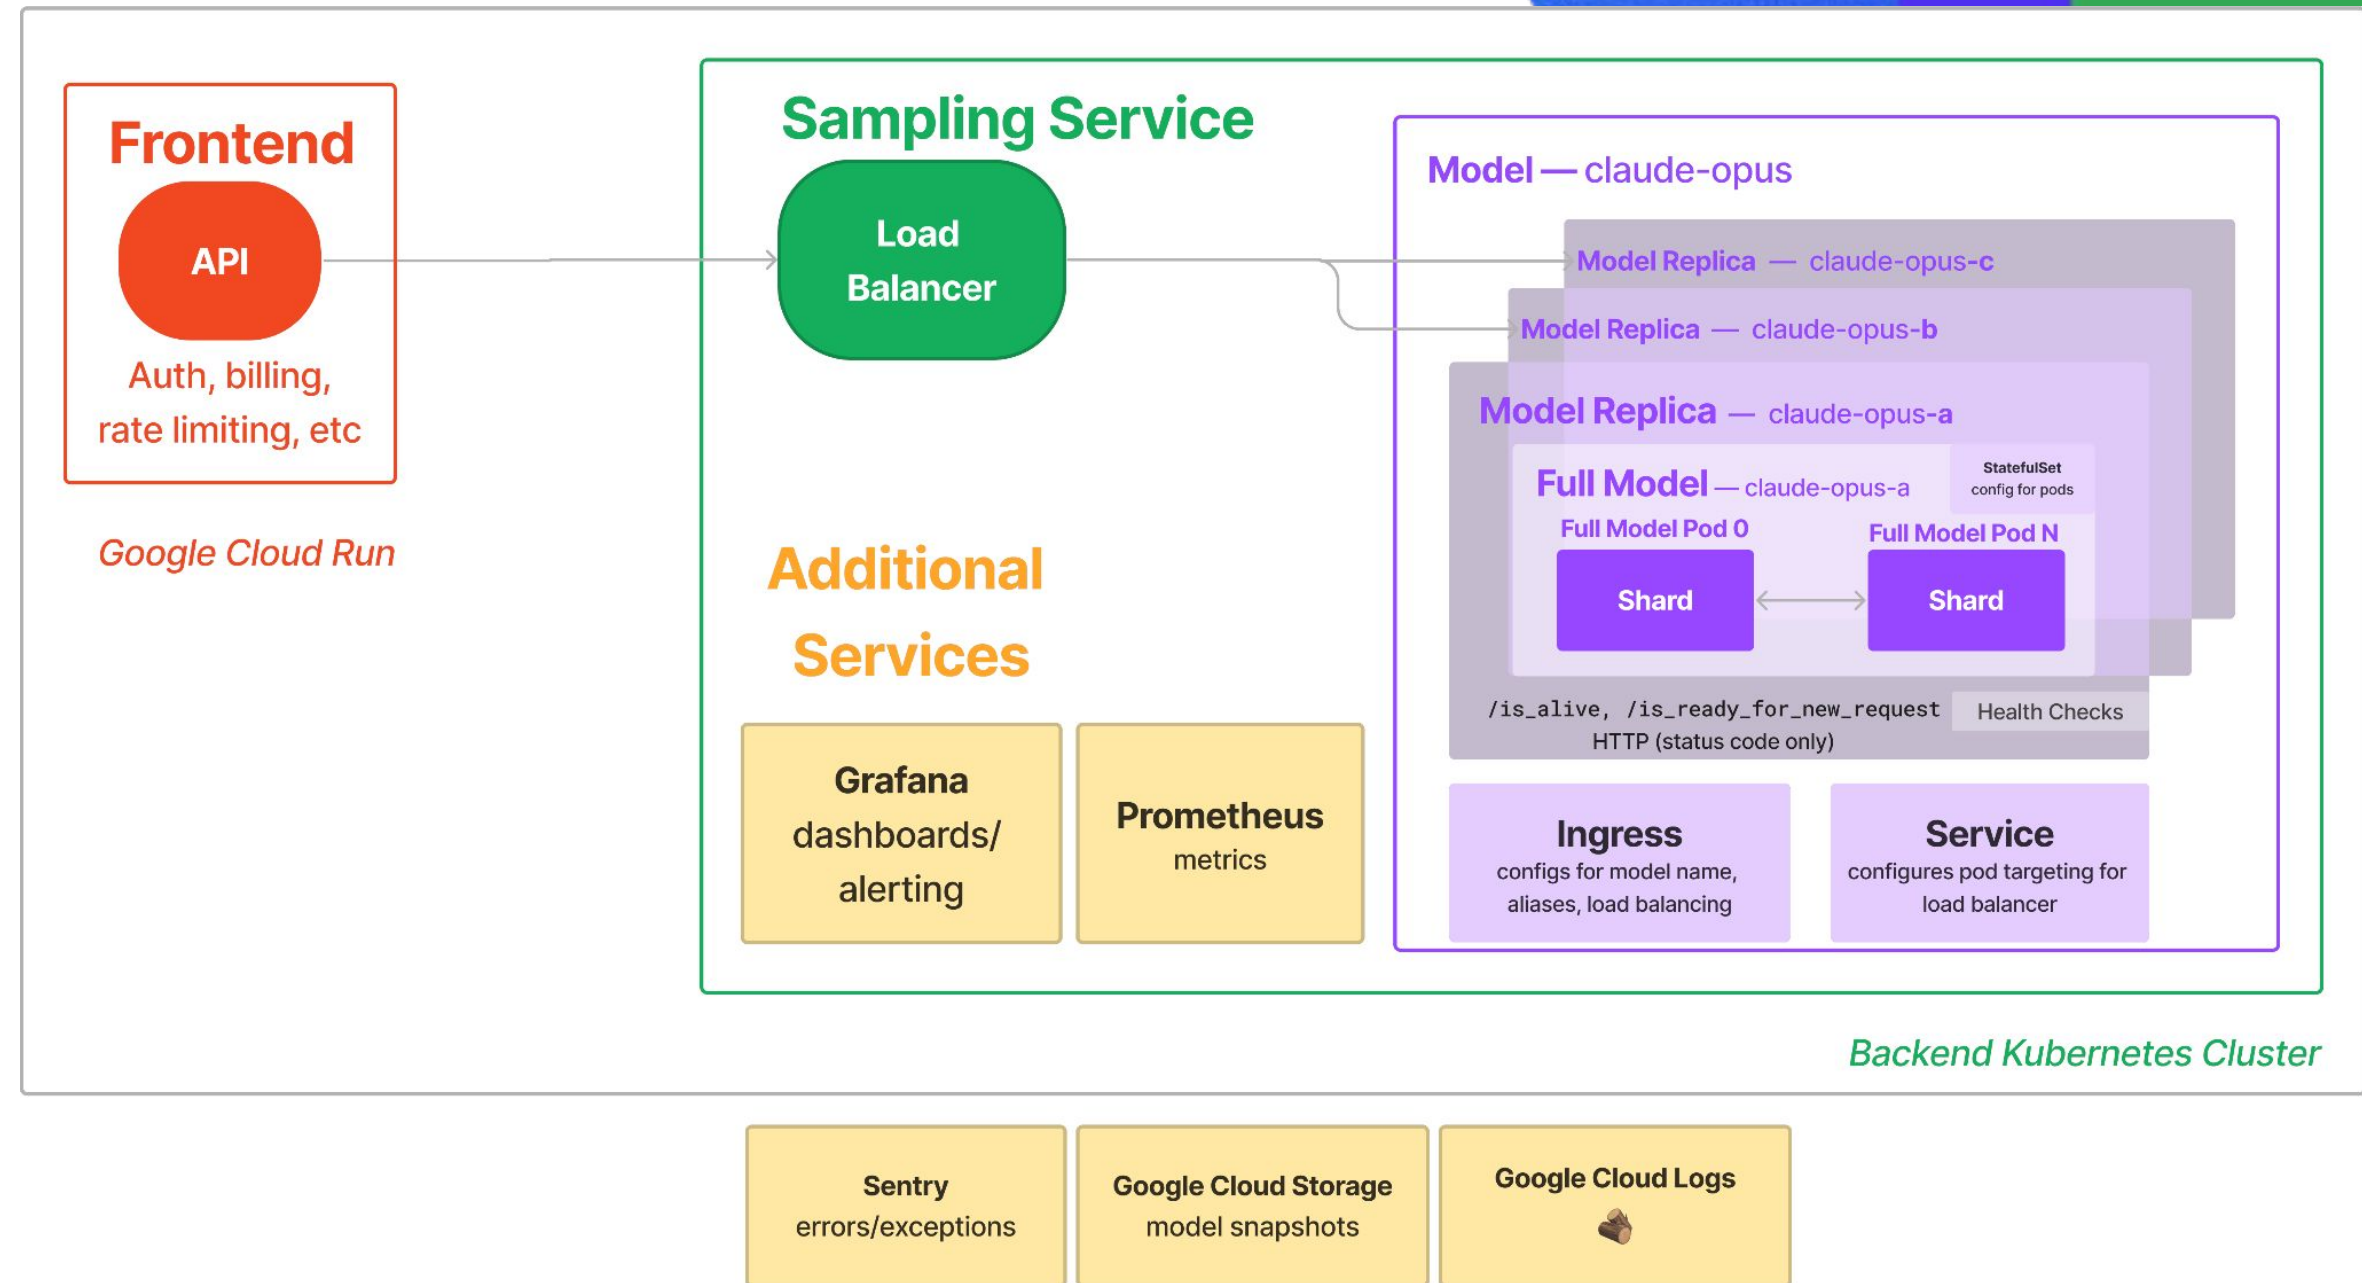 Frontend
API
Auth, billing,
rate limiting, etc
Google Cloud Run
Sampling Service
Load
Balancer
Additional
Services
Grafana
dashboards/
alerting
Prometheus
metrics
Model — claude-opus
Model Replica — claude-opus-c
Model Replica — claude-opus-b
Model Replica — claude-opus-a
Full Model — claude-opus-a
StatefulSet
config for pods
Full Model Pod 0
Full Model Pod N
Shard
Shard
/is_alive, /is_ready_for_new_request
HTTP (status code only)
Health Checks
Ingress
configs for model name,
aliases, load balancing
Service
configures pod targeting for
load balancer
Backend Kubernetes Cluster
Sentry
errors/exceptions
Google Cloud Storage
model snapshots
Google Cloud Logs